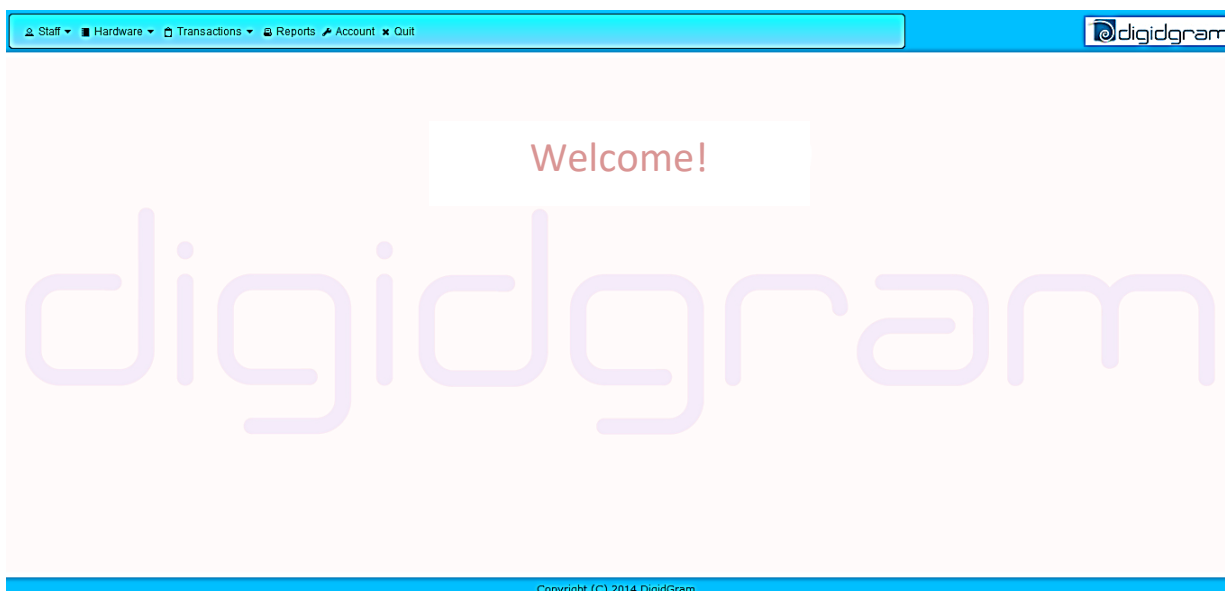 Staff Hardware Transactions Reports Account Quit
digidgram
Welcome!
digidgram
Copyright (C) 2014 DigidGram